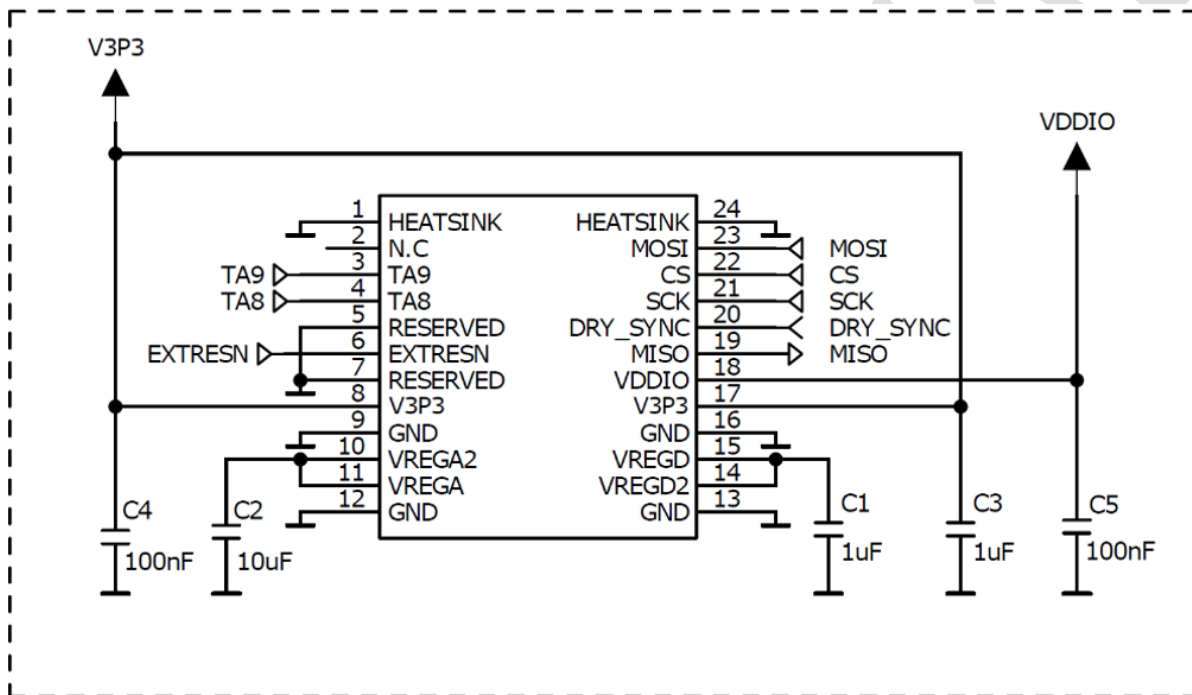 V3P3
VDDIO
1 HEATSINK HEATSINK 24
2 N.C MOSI 23 MOSI
TA9 3 TA9 CS 22 CS
TA8 4 TA8 SCK 21 SCK
5 RESERVED DRY_SYNC 20 DRY_SYNC
EXTRESN 6 EXTRESN MISO 19 MISO
7 RESERVED VDDIO 18
8 V3P3 V3P3 17
9 GND GND 16
10 VREGA2 VREGD 15
11 VREGA VREGD2 14
12 GND GND 13
C4 C2 C1 C3 C5
100nF 10uF 1uF 1uF 100nF